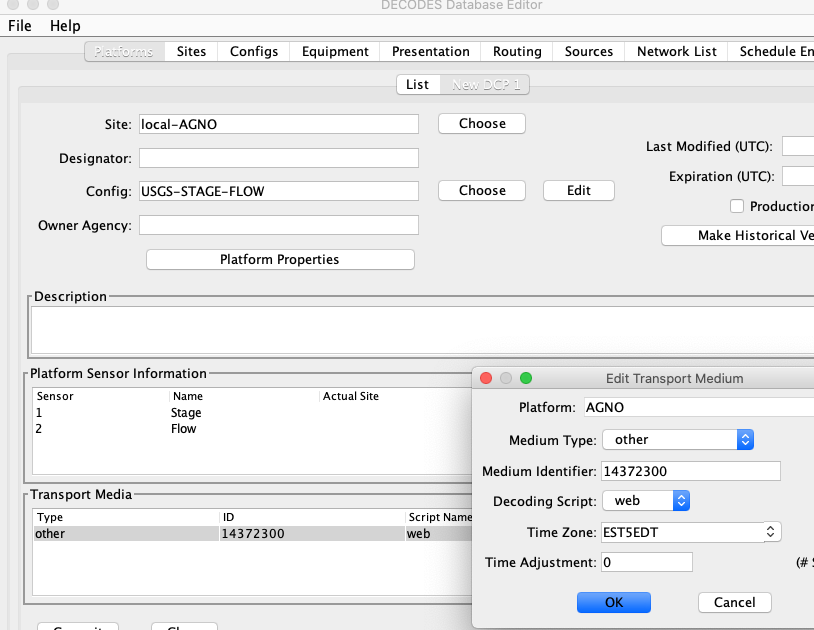 DECODES Database Editor
File Help
Platforms Sites Configs Equipment Presentation Routing Sources Network List Schedule En
List New DCP 1
Site: local-AGNO Choose
Last Modified (UTC):
Designator:
Expiration (UTC):
Config: USGS-STAGE-FLOW Choose Edit
Production
Owner Agency:
Make Historical Ve
Platform Properties
Description
Platform Sensor Information
Sensor Name Actual Site
1 Stage
2 Flow
Transport Media
Type ID Script Name
other 14372300 web
Edit Transport Medium
Platform: AGNO
Medium Type: other
Medium Identifier: 14372300
Decoding Script: web
Time Zone: EST5EDT
Time Adjustment: 0 (#
OK Cancel